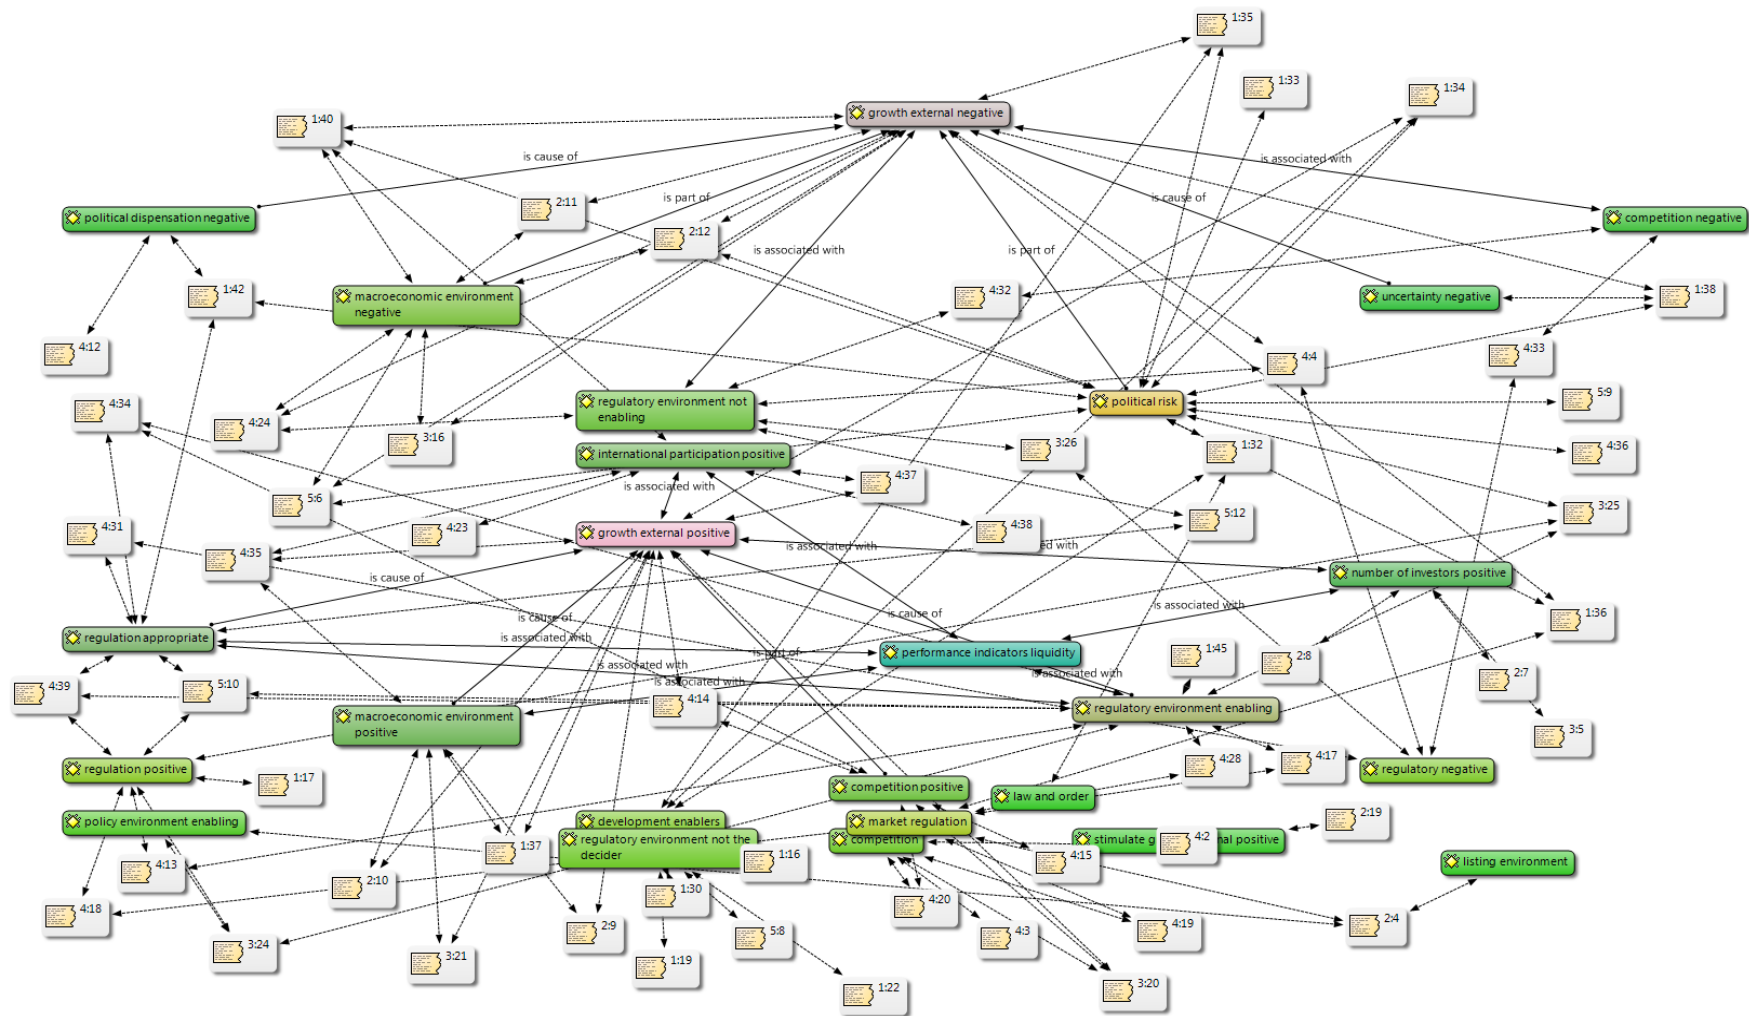 1:35
1:33
1:34
growth external negative
1:40
is cause of
is associated with
2:11
is part of
is cause of
political dispensation negative
competition negative
2:12
is associated with
is part of
1:42
macroeconomic environment
negative
4:32
uncertainty negative
1:38
4:12
4:33
4:4
4:34
regulatory environment not
enabling
political risk
5:9
4:24
3:16
3:26
1:32
4:36
international participation positive
is associated with
4:37
5:6
4:31
4:23
4:38
5:12
3:25
growth external positive
is associated with
ed with
4:35
is cause of
number of investors positive
is cause of
is cause of
is associated with
1:36
regulation appropriate
is associated with
is part of
performance indicators liquidity
1:45
2:8
is associated with
is associated with
2:7
4:39
5:10
is associated with
4:14
regulatory environment enabling
macroeconomic environment
positive
3:5
regulation positive
1:17
4:28
4:17
regulatory negative
competition positive
law and order
policy environment enabling
development enablers
market regulation
2:19
regulatory environment not the
decider
competition
stimulate g
4:2
nal positive
1:37
1:16
4:15
listing environment
4:13
2:10
1:30
4:20
4:18
2:9
5:8
4:3
4:19
2:4
3:24
3:21
1:19
1:22
3:20